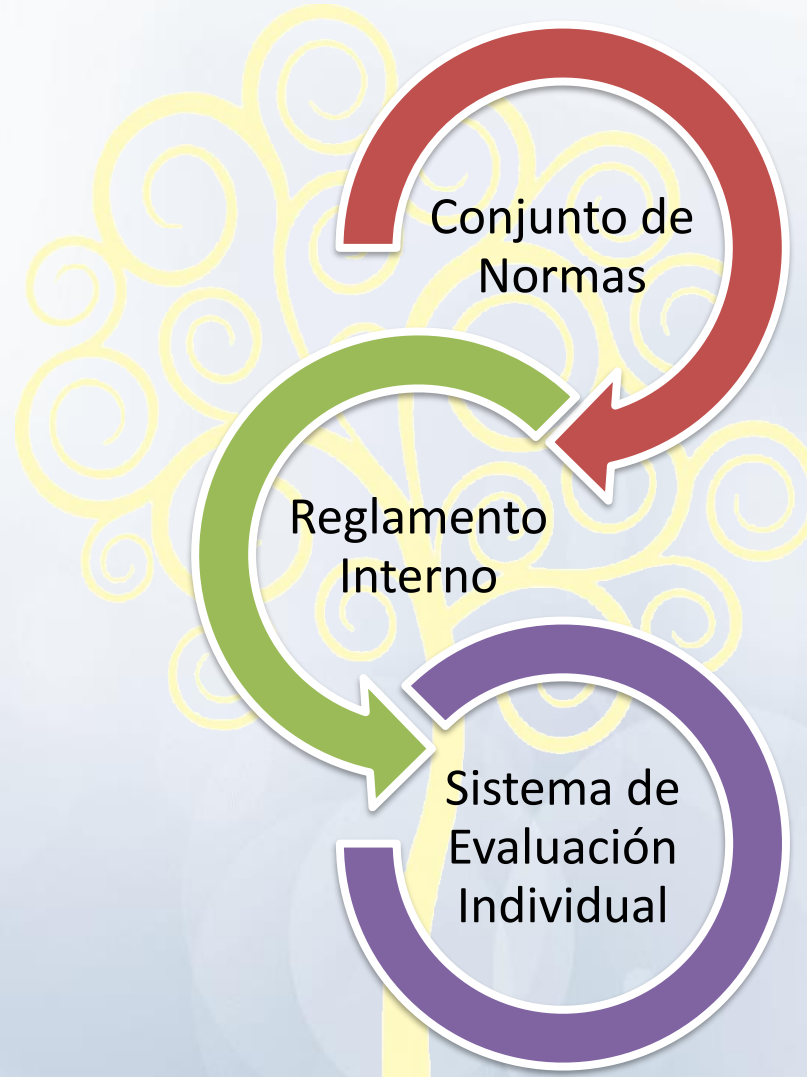 Conjunto de
Normas
Reglamento
Interno
Sistema de
Evaluación
Individual